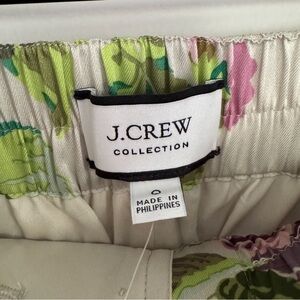 J.CREW
COLLECTION
0
MADE IN
PHILIPPINES